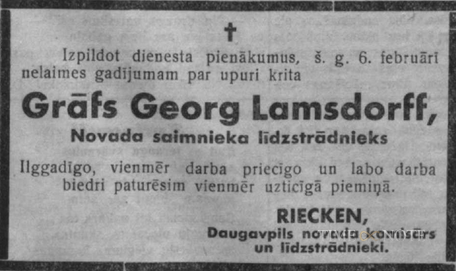 Izpildot dienesta pienākumus, š. g. 6. februārī
nelaimes gadījumam par upuri krita
Grāfs Georg Lamsdorff,
Novada saimnieka līdzstrādnieks
Ilggadīgo, vienmēr darba priecīgo un labo darba
biedri paturēsim vienmēr uzticīgā piemiņā.
RIECKEN,
Daugavpils novada komisārs
un līdzstrādnieki.